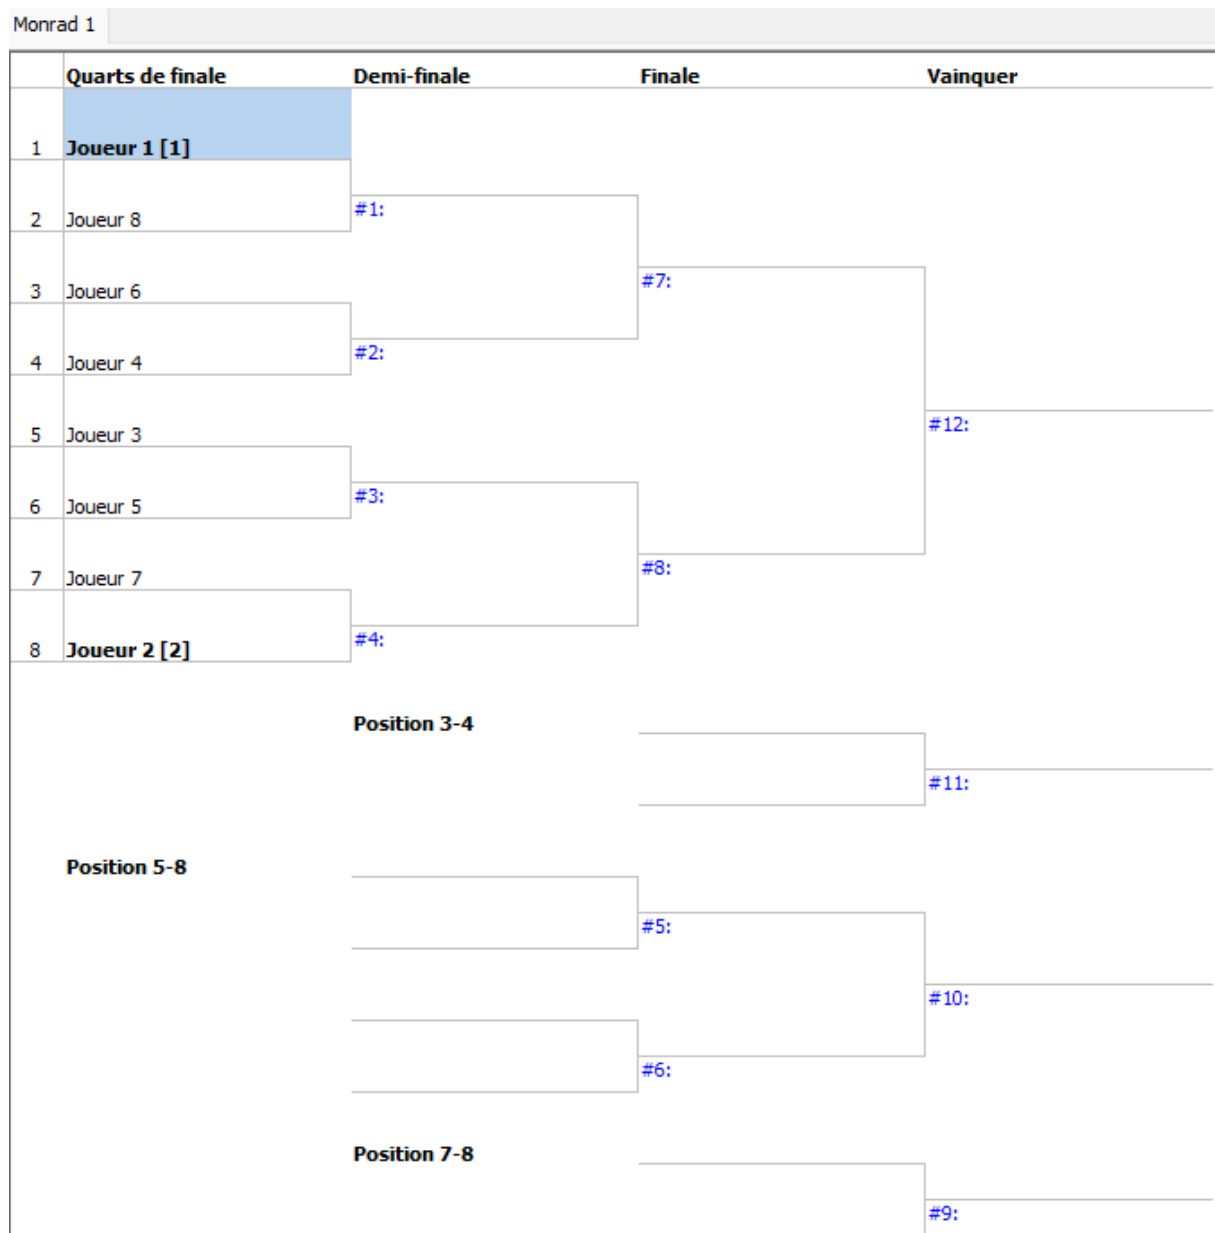 Monrad 1
Quarts de finale Demi-finale Finale Vainquer
1 Joueur 1 [1]
#1:
2 Joueur 8
#7:
3 Joueur 6
#2:
4 Joueur 4
#12:
5 Joueur 3
#3:
6 Joueur 5
#8:
7 Joueur 7
#4:
8 Joueur 2 [2]
Position 3-4
#11:
Position 5-8
#5:
#10:
#6:
Position 7-8
#9: